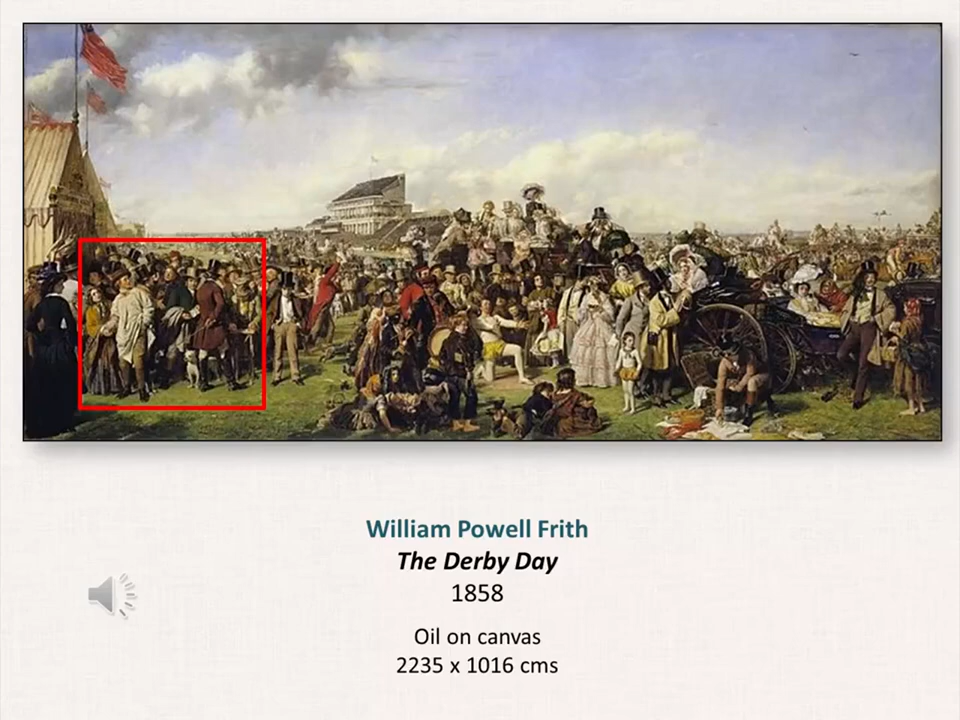 William Powell Frith
The Derby Day
1858
Oil on canvas
2235 x 1016 cms